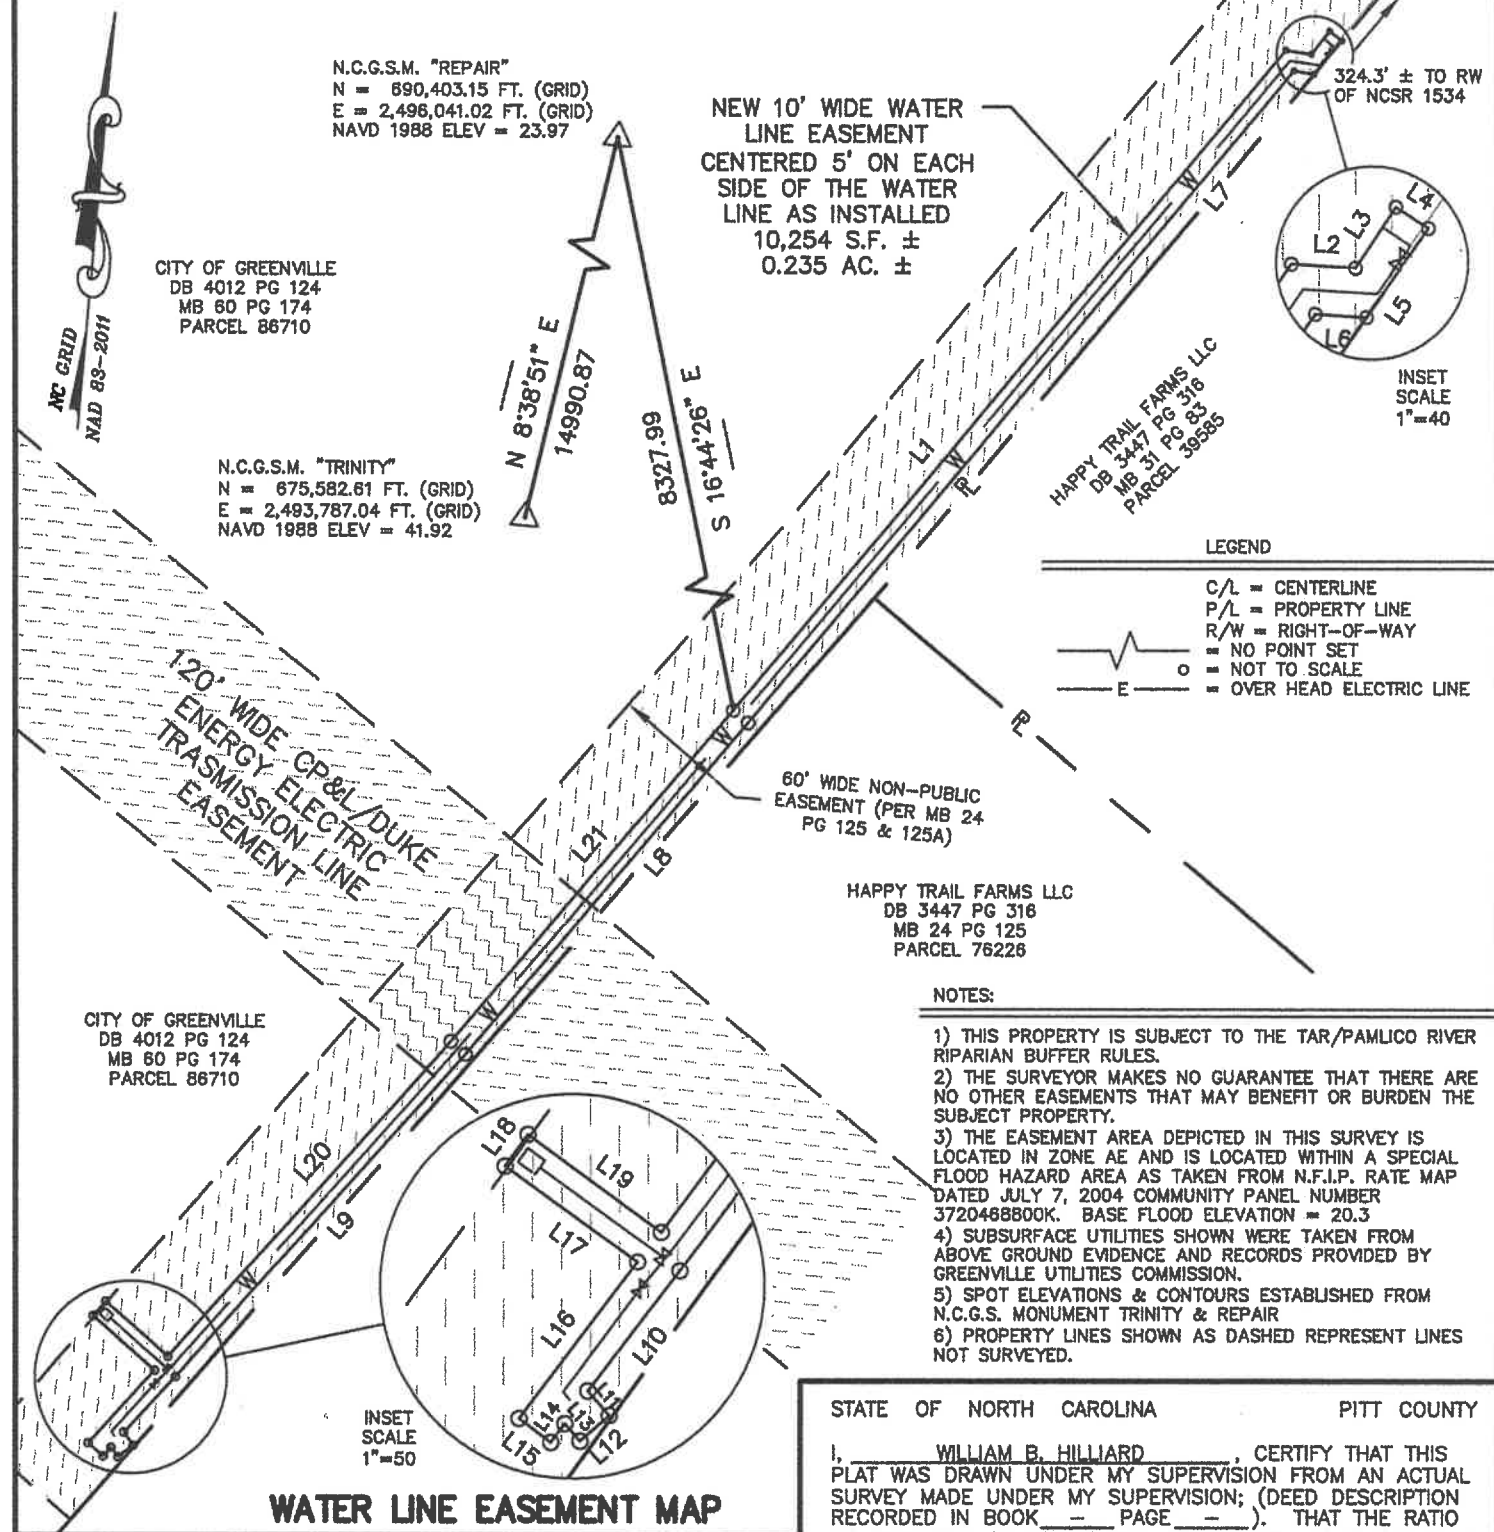 N.C.G.S.M. "REPAIR"
N = 690,403.15 FT. (GRID)
E = 2,496,041.02 FT. (GRID)
NAVD 1988 ELEV = 23.97
NEW 10' WIDE WATER
LINE EASEMENT
CENTERED 5' ON EACH
SIDE OF THE WATER
LINE AS INSTALLED
10,254 S.F. ±
0.235 AC. ±
324.3' ± TO RW
OF NCSR 1534
W
L7
L2
L3
L4
L5
L6
INSET
SCALE
1"=40
CITY OF GREENVILLE
DB 4012 PG 124
MB 60 PG 174
PARCEL 86710
NC GRID
NAD 83-2011
N 8°38'51" E
14990.87
8327.99
S 16°44'26" E
N.C.G.S.M. "TRINITY"
N = 675,582.61 FT. (GRID)
E = 2,493,787.04 FT. (GRID)
NAVD 1988 ELEV = 41.92
L1
W
PL
HAPPY TRAIL FARMS LLC
DB 3447 PG 316
MB 31 PG 83
PARCEL 39585
LEGEND
C/L = CENTERLINE
P/L = PROPERTY LINE
R/W = RIGHT-OF-WAY
= NO POINT SET
o = NOT TO SCALE
E = OVER HEAD ELECTRIC LINE
120' WIDE CP&L/DUKE
ENERGY ELECTRIC
TRASMISSION LINE
EASEMENT
W
PL
60' WIDE NON-PUBLIC
EASEMENT (PER MB 24
PG 125 & 125A)
L21
L8
HAPPY TRAIL FARMS LLC
DB 3447 PG 316
MB 24 PG 125
PARCEL 76226
W
CITY OF GREENVILLE
DB 4012 PG 124
MB 60 PG 174
PARCEL 86710
L20
L9
W
L18
L19
L17
L16
L10
L11
L14
L13
L15
L12
INSET
SCALE
1"=50
NOTES:
1) THIS PROPERTY IS SUBJECT TO THE TAR/PAMLICO RIVER
RIPARIAN BUFFER RULES.
2) THE SURVEYOR MAKES NO GUARANTEE THAT THERE ARE
NO OTHER EASEMENTS THAT MAY BENEFIT OR BURDEN THE
SUBJECT PROPERTY.
3) THE EASEMENT AREA DEPICTED IN THIS SURVEY IS
LOCATED IN ZONE AE AND IS LOCATED WITHIN A SPECIAL
FLOOD HAZARD AREA AS TAKEN FROM N.F.I.P. RATE MAP
DATED JULY 7, 2004 COMMUNITY PANEL NUMBER
3720468800K. BASE FLOOD ELEVATION = 20.3
4) SUBSURFACE UTILITIES SHOWN WERE TAKEN FROM
ABOVE GROUND EVIDENCE AND RECORDS PROVIDED BY
GREENVILLE UTILITIES COMMISSION.
5) SPOT ELEVATIONS & CONTOURS ESTABLISHED FROM
N.C.G.S. MONUMENT TRINITY & REPAIR
6) PROPERTY LINES SHOWN AS DASHED REPRESENT LINES
NOT SURVEYED.
WATER LINE EASEMENT MAP
STATE OF NORTH CAROLINA PITT COUNTY
I, WILLIAM B. HILLIARD, CERTIFY THAT THIS
PLAT WAS DRAWN UNDER MY SUPERVISION FROM AN ACTUAL
SURVEY MADE UNDER MY SUPERVISION; (DEED DESCRIPTION
RECORDED IN BOOK - PAGE - ). THAT THE RATIO